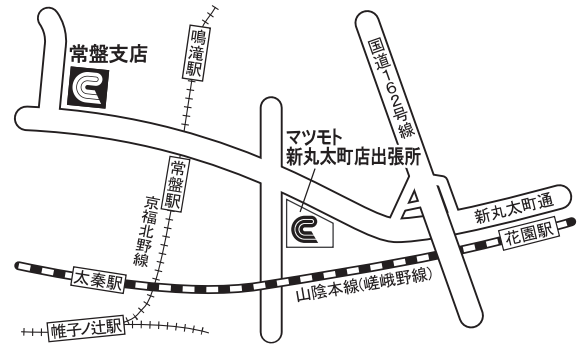 鳴滝駅
常盤支店
国道162号線
マツモト
新丸太町店出張所
常盤駅
京福北野線
新丸太町通
花園駅
太秦駅
山陰本線(嵯峨野線)
帷子ノ辻駅